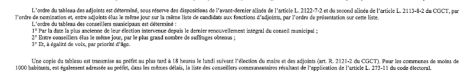 L'ordre du tableau des adjoints est déterminé, sous réserve des dispositions de l'avant-dernier alinéa de l'article L. 2122-7-2 et du second alinéa de l'article L. 2113-8-2 du CGCT, par
l'ordre de nomination et, entre adjoints élus le même jour sur la même liste de candidats aux fonctions d'adjoints, par l'ordre de présentation sur cette liste.
L'ordre du tableau des conseillers municipaux est déterminé :
1° Par la date la plus ancienne de leur élection intervenue depuis le dernier renouvellement intégral du conseil municipal ;
2° Entre conseillers élus le même jour, par le plus grand nombre de suffrages obtenus ;
3° Et, à égalité de voix, par priorité d'âge.
Une copie du tableau est transmise au préfet au plus tard à 18 heures le lundi suivant l'élection du maire et des adjoints (art. R. 2121-2 du CGCT). Pour les communes de moins de
1000 habitants, est également adressée au préfet, dans les mêmes délais, la liste des conseillers communautaires résultant de l'application de l'article L. 273-11 du code électoral.